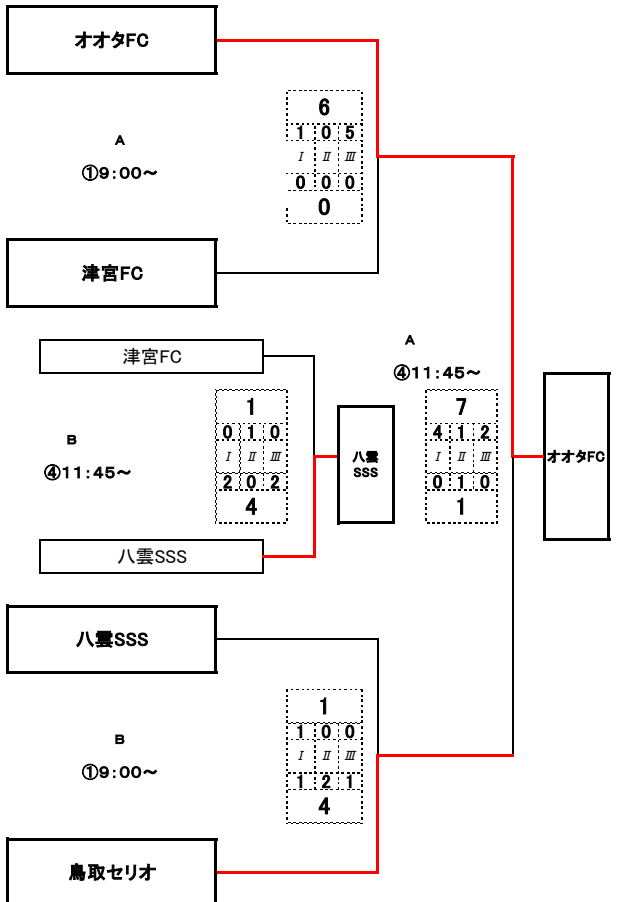 オオタFC
6
1 0 5
A
Ⅰ Ⅱ Ⅲ
①9:00～
0 0 0
0
津宮FC
津宮FC
A
④11:45～
1
7
0 1 0
4 1 2
B
Ⅰ Ⅱ Ⅲ
八雲
SSS
Ⅰ Ⅱ Ⅲ
オオタFC
④11:45～
2 0 2
0 1 0
4
1
八雲SSS
八雲SSS
1
1 0 0
B
Ⅰ Ⅱ Ⅲ
①9:00～
1 2 1
4
鳥取セリオ